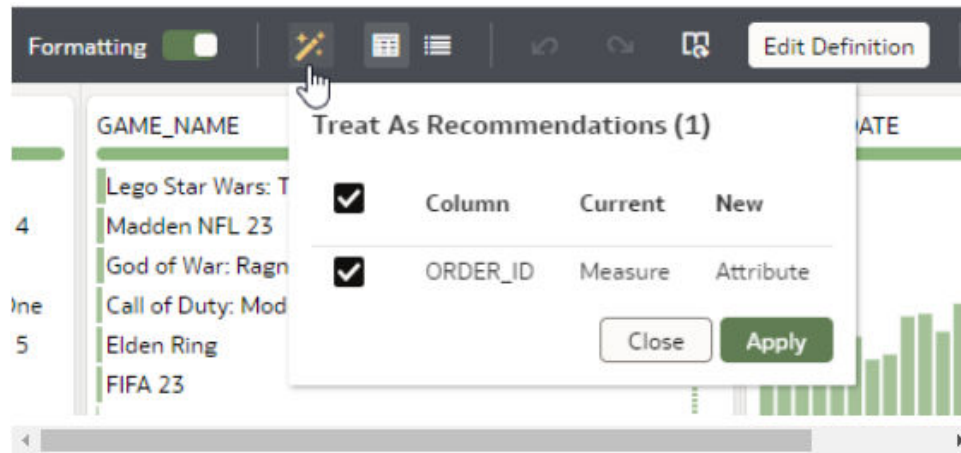 Formatting
Edit Definition
GAME_NAME
Treat As Recommendations (1)
ATE
Column Current New
ORDER_ID Measure Attribute
Close Apply
Lego Star Wars: T
4 Madden NFL 23
God of War: Ragn
One Call of Duty: Mod
5 Elden Ring
FIFA 23